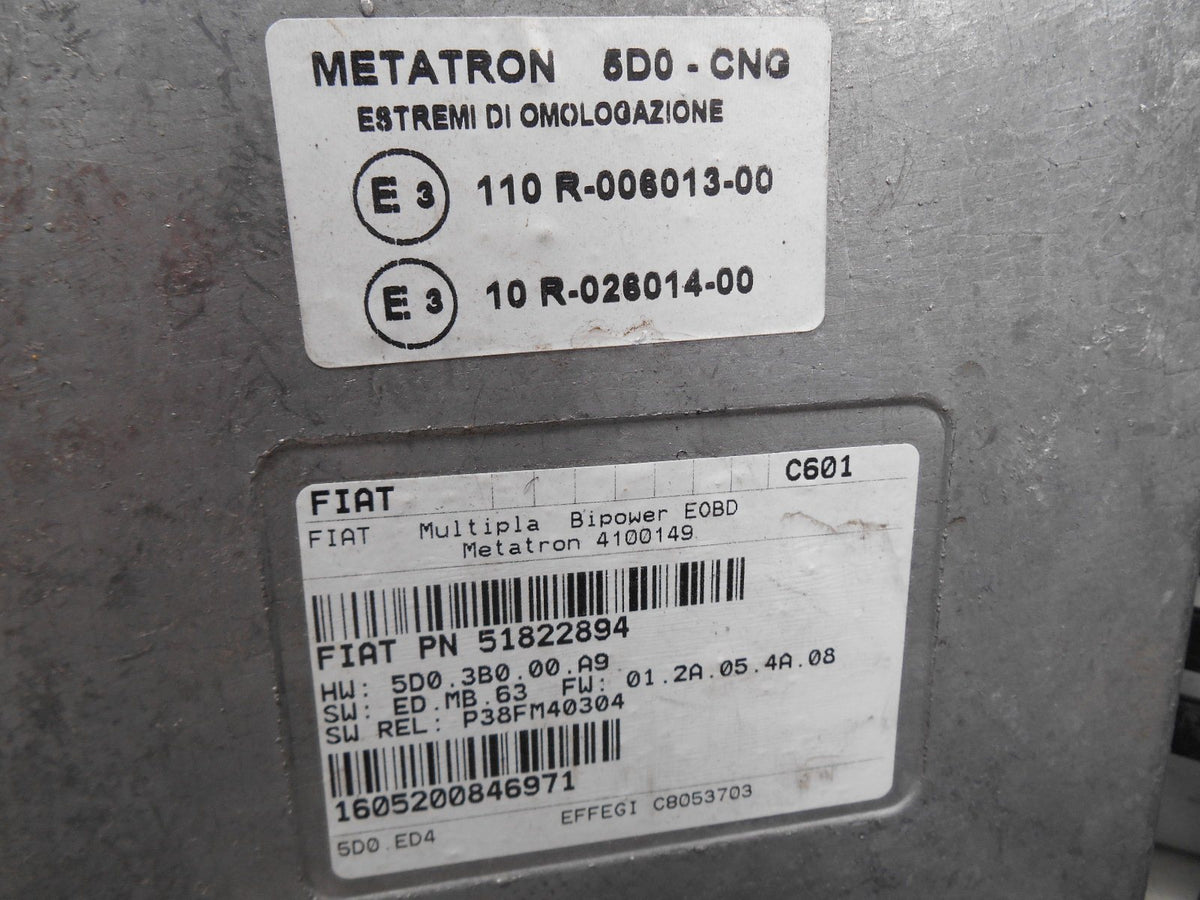 METATRON 5D0 - CNG
ESTREMI DI OMOLOGAZIONE
E 3 110 R-006013-00
E 3 10 R-026014-00
C601
FIAT
FIAT Multipla Bipower EOBD
Metatron 4100149
FIAT PN 51822894
HW: 5D0.3B0.00.A9
SW: ED.MB.63 FW: 01.2A.05.4A.08
SW REL: P38FM40304
1605200846971
EFFEGI C8053703
5D0.ED4